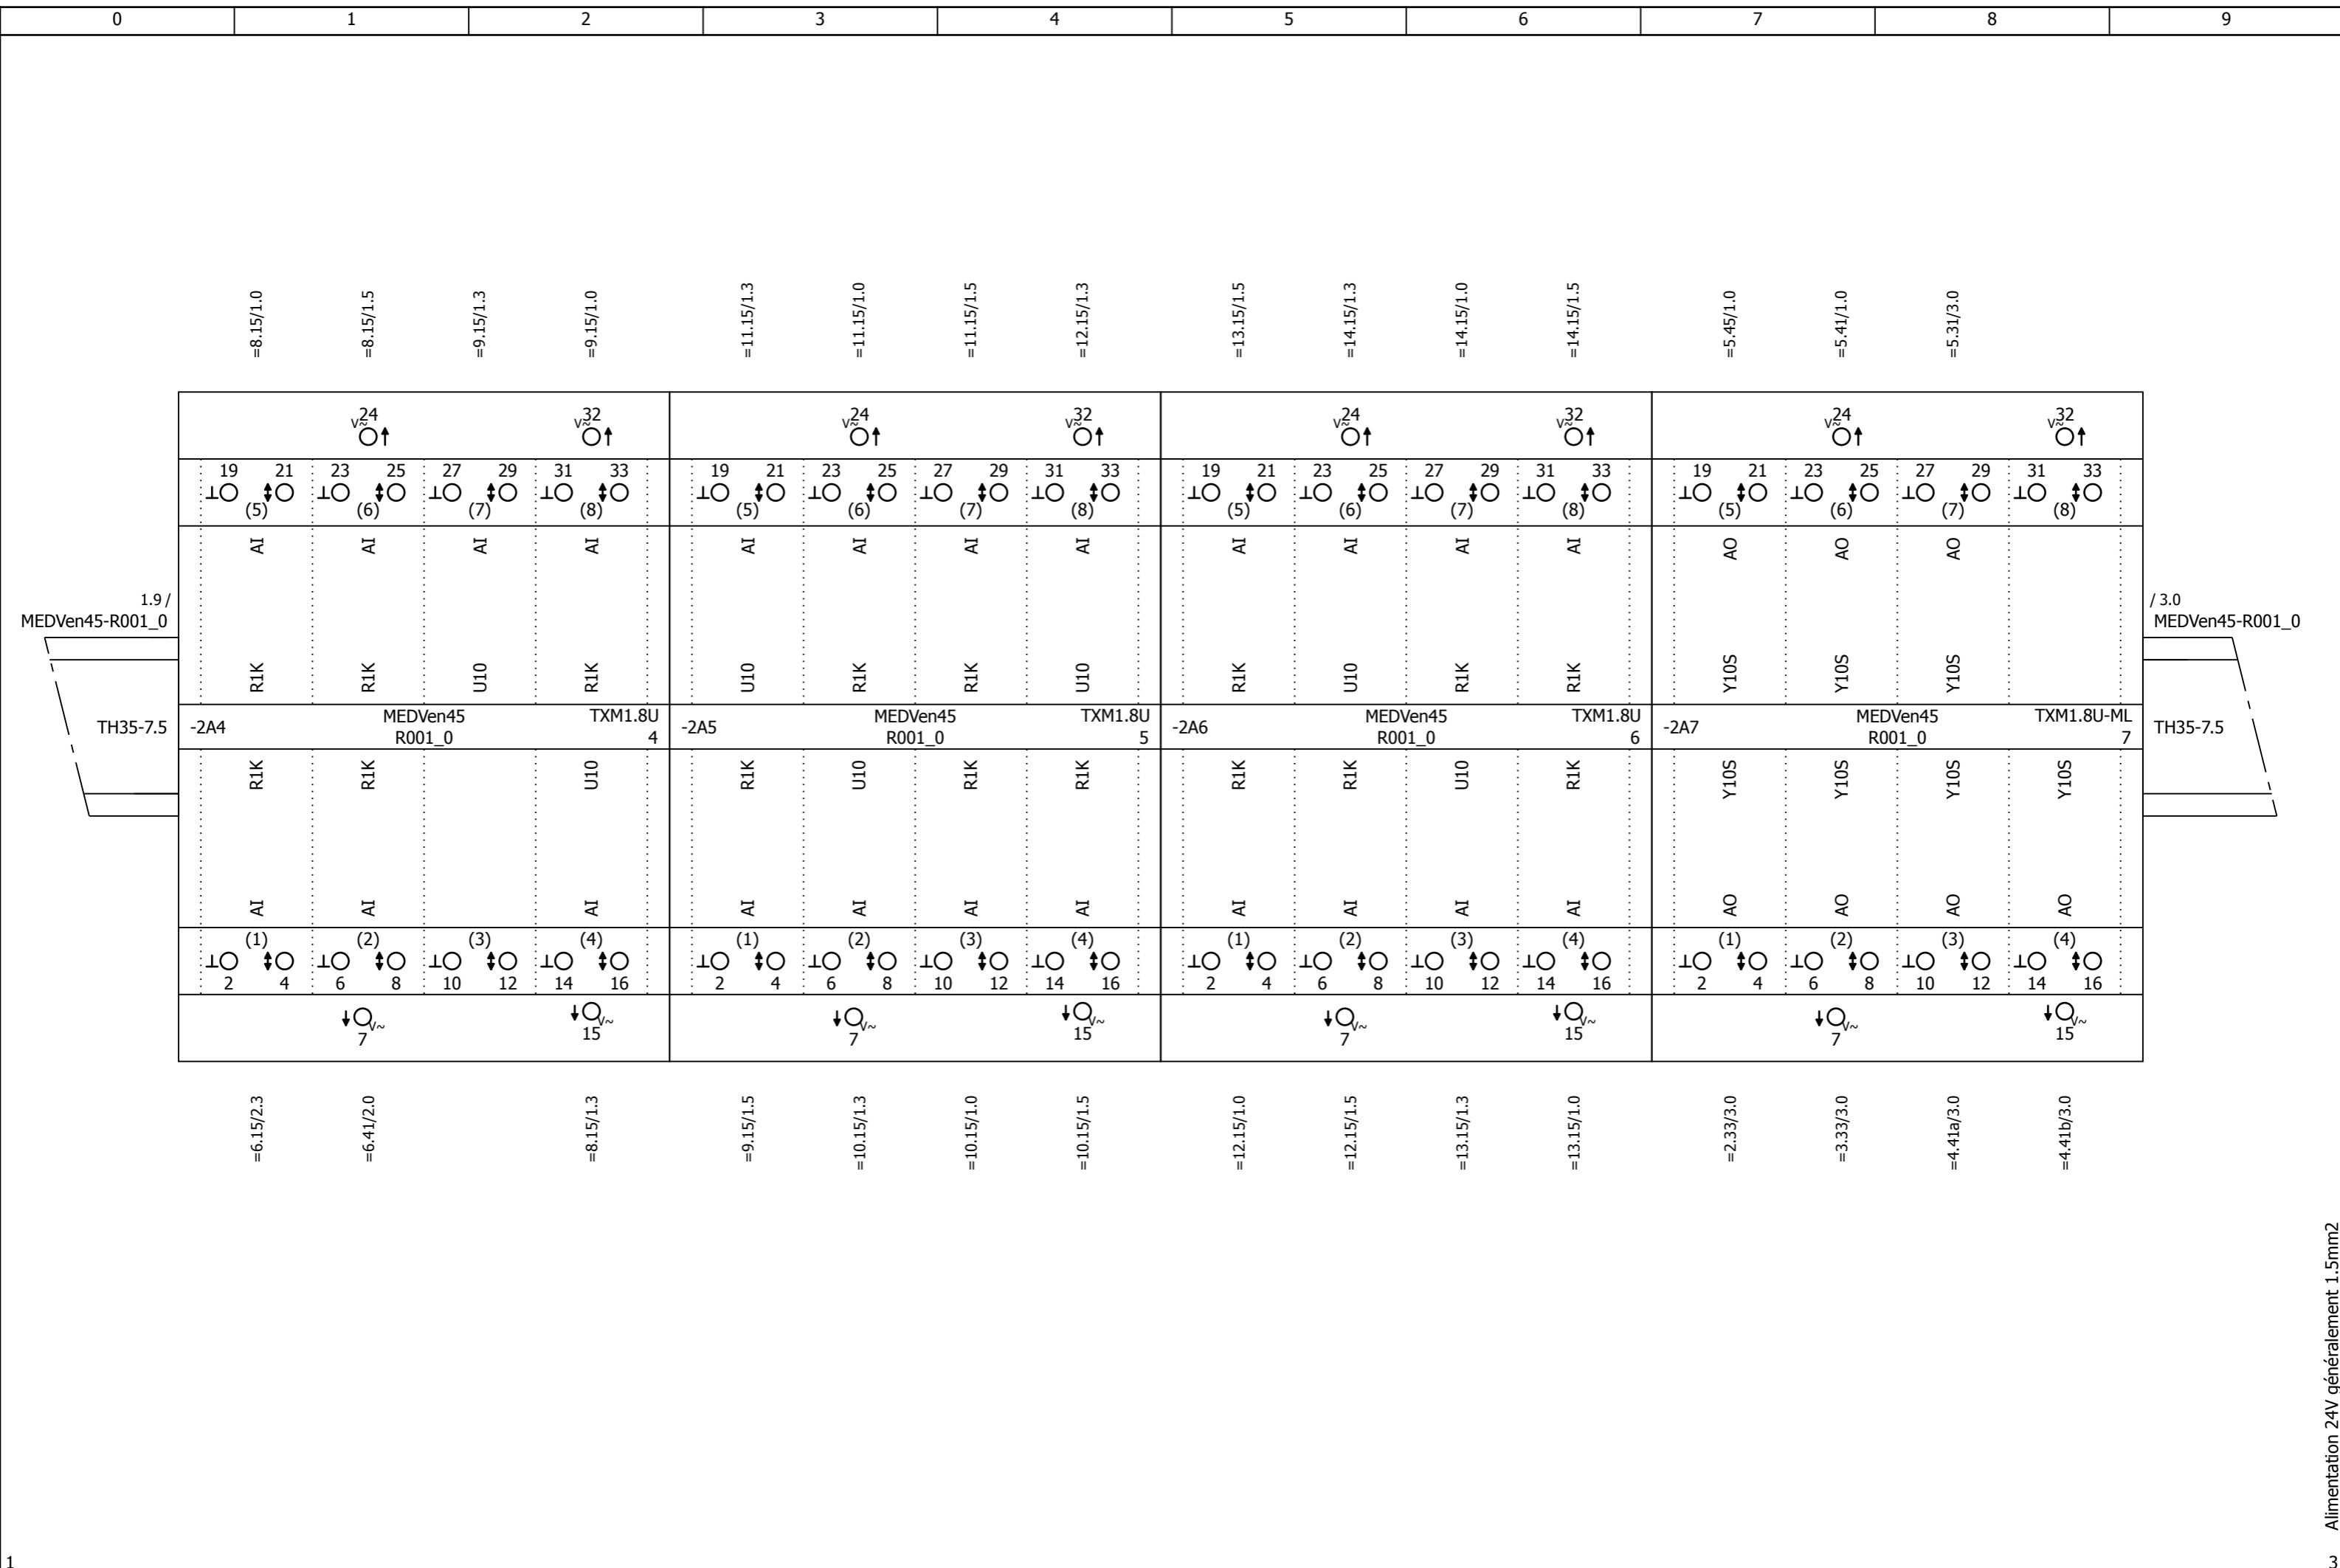 0 1 2 3 4 5 6 7 8 9
=8.15/1.0 =8.15/1.5 =9.15/1.3 =9.15/1.0 =11.15/1.3 =11.15/1.0 =11.15/1.5 =12.15/1.3 =13.15/1.5 =14.15/1.3 =14.15/1.0 =14.15/1.5 =5.45/1.0 =5.41/1.0 =5.31/3.0
V≂ 24 V≂ 32 V≂ 24 V≂ 32 V≂ 24 V≂ 32 V≂ 24 V≂ 32
19 21 23 25 27 29 31 33 19 21 23 25 27 29 31 33 19 21 23 25 27 29 31 33 19 21 23 25 27 29 31 33
(5) (6) (7) (8) (5) (6) (7) (8) (5) (6) (7) (8) (5) (6) (7) (8)
AI AI AI AI AI AI AI AI AI AI AI AI AO AO AO
1.9 / / 3.0
MEDVen45-R001_0 MEDVen45-R001_0
R1K R1K U10 R1K U10 R1K R1K U10 R1K U10 R1K R1K Y10S Y10S Y10S
TH35-7.5 -2A4 MEDVen45 TXM1.8U -2A5 MEDVen45 TXM1.8U -2A6 MEDVen45 TXM1.8U -2A7 MEDVen45 TXM1.8U-ML TH35-7.5
R001_0 4 R001_0 5 R001_0 6 R001_0 7
R1K R1K U10 R1K U10 R1K R1K R1K R1K U10 R1K Y10S Y10S Y10S Y10S
AI AI AI AI AI AI AI AI AI AI AI AO AO AO AO
(1) (2) (3) (4) (1) (2) (3) (4) (1) (2) (3) (4) (1) (2) (3) (4)
2 4 6 8 10 12 14 16 2 4 6 8 10 12 14 16 2 4 6 8 10 12 14 16 2 4 6 8 10 12 14 16
V~ V~ V~ V~ V~ V~ V~ V~
7 15 7 15 7 15 7 15
=6.15/2.3 =6.41/2.0 =8.15/1.3 =9.15/1.5 =10.15/1.3 =10.15/1.0 =10.15/1.5 =12.15/1.0 =12.15/1.5 =13.15/1.3 =13.15/1.0 =2.33/3.0 =3.33/3.0 =4.41a/3.0 =4.41b/3.0
Alimentation 24V généralement 1.5mm2
1 3